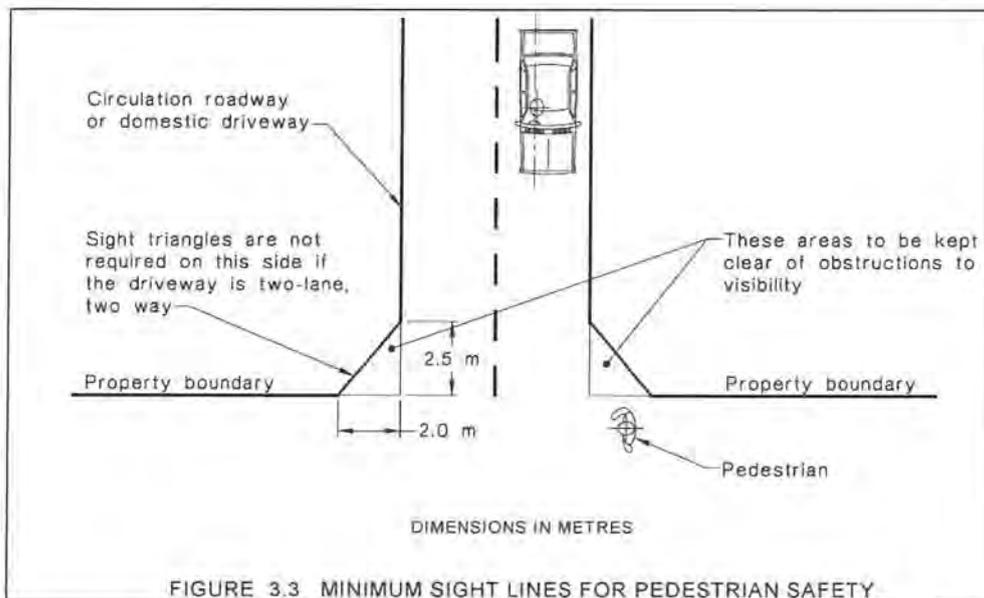 Circulation roadway
or domestic driveway
Sight triangles are not
required on this side if
the driveway is two-lane,
two way
These areas to be kept
clear of obstructions to
visibility
2.5 m
Property boundary
Property boundary
2.0 m
Pedestrian
DIMENSIONS IN METRES
FIGURE 3.3 MINIMUM SIGHT LINES FOR PEDESTRIAN SAFETY